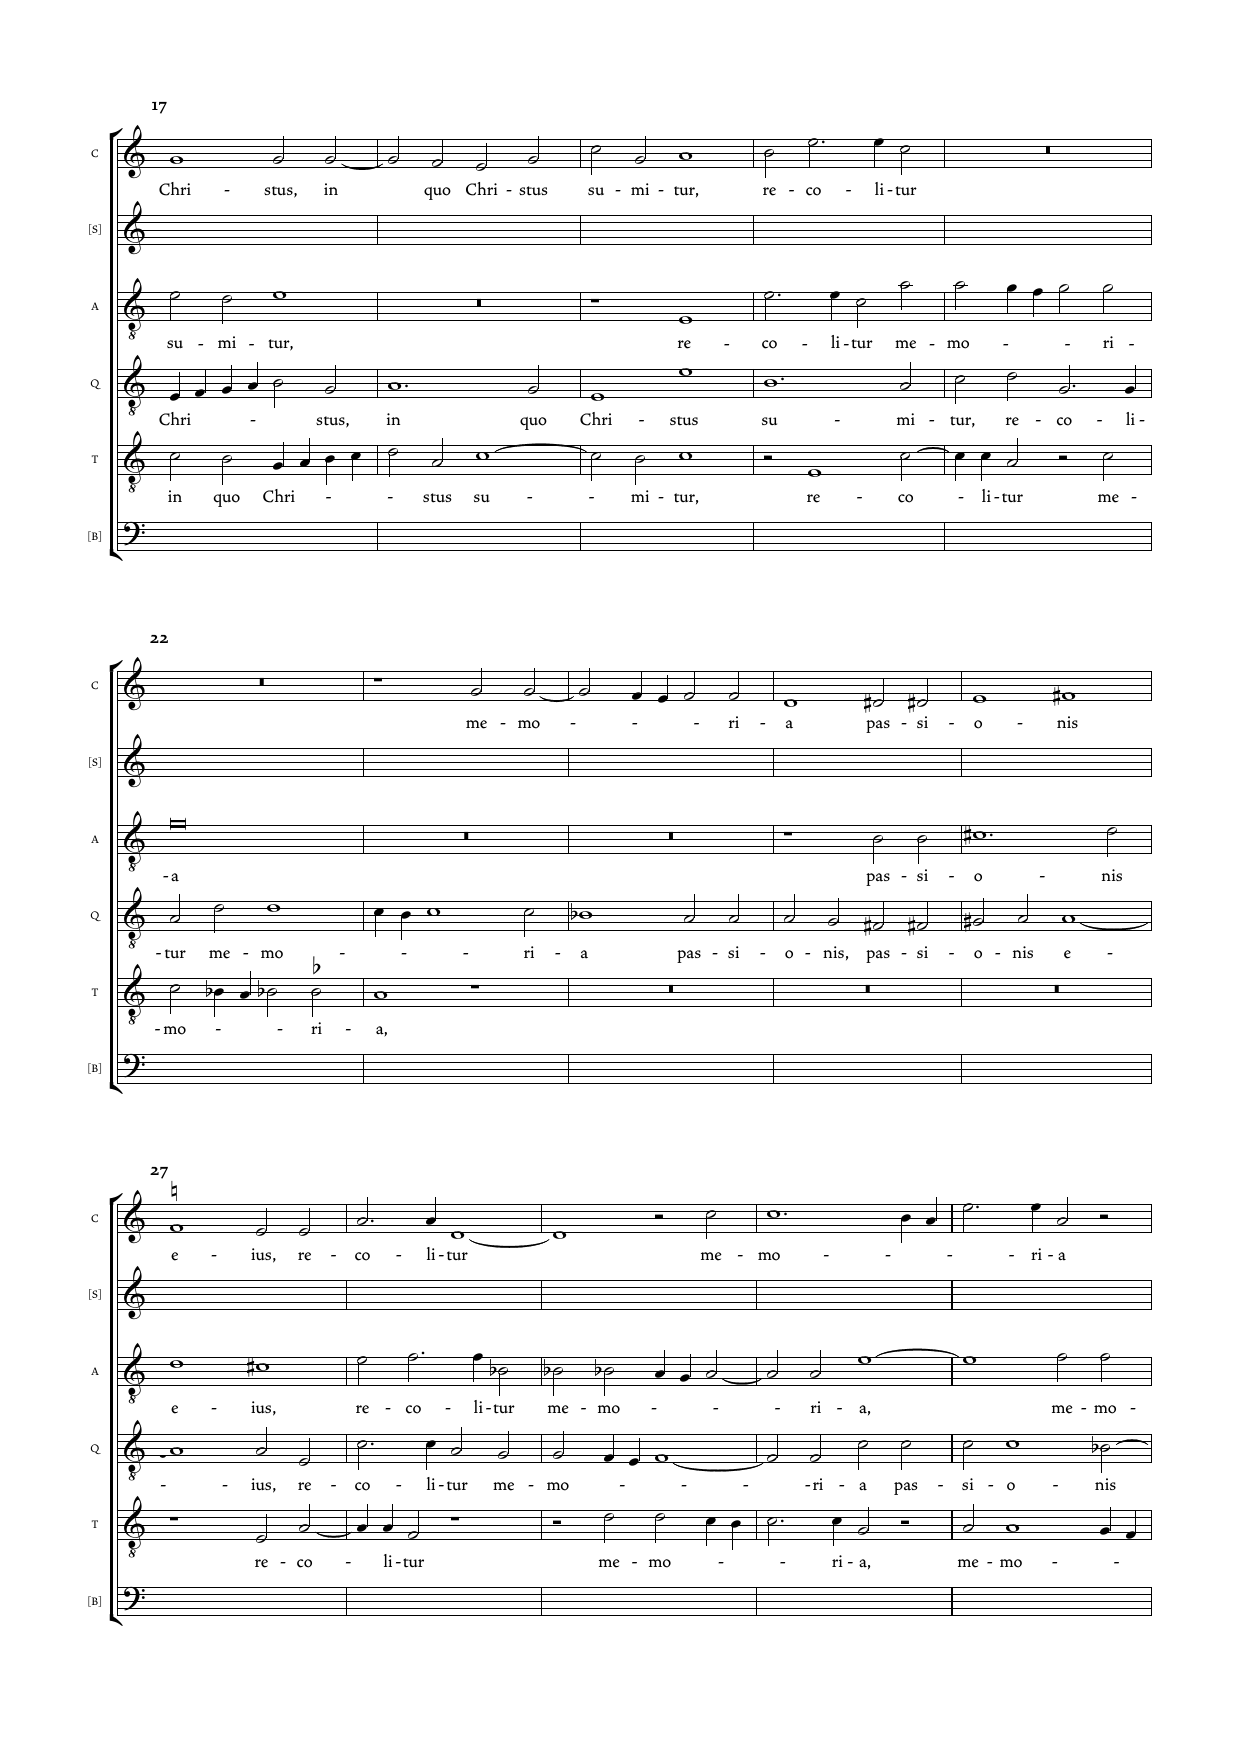 17
C
Chri - stus, in quo Chri - stus su - mi - tur, re - co - li - tur
[S]
A
su - mi - tur, re - co - li - tur me - mo - - ri -
Q
Chri - stus, in quo Chri - stus su - mi - tur, re - co - li -
T
in quo Chri - - stus su - - mi - tur, re - co - li - tur me -
[B]
22
C
me - mo - - ri - a pas - si - o - nis
[S]
A
- a pas - si - o - nis
Q
- tur me - mo - - - ri - a pas - si - o - nis, pas - si - o - nis e -
T
- mo - - ri - a,
[B]
27
C
e - ius, re - co - li - tur me - mo - - - - ri - a
[S]
A
e - ius, re - co - li - tur me - mo - - - ri - a, me - mo -
Q
- - ius, re - co - li - tur me - mo - - - - ri - a pas - si - o - nis
T
re - co - li - tur me - mo - - ri - a, me - mo - -
[B]